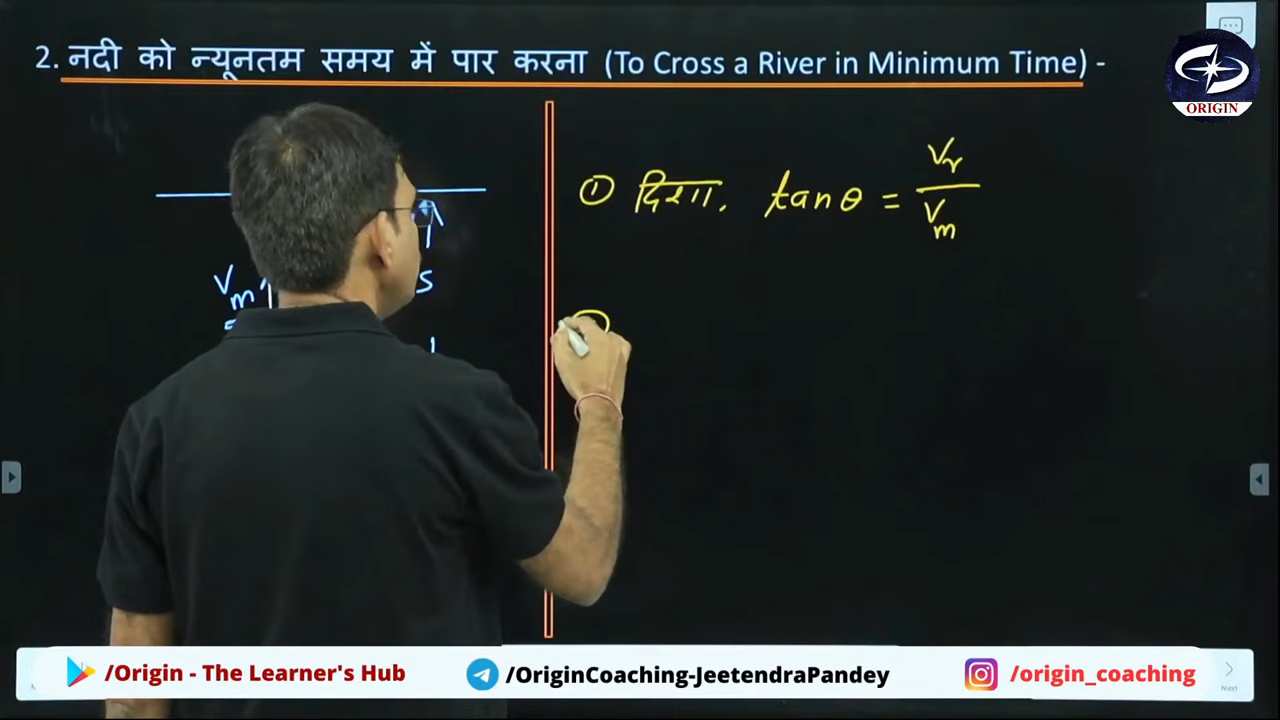 2. नदी को न्यूनतम समय में पार करना (To Cross a River in Minimum Time) -
ORIGIN
① दिशा. tanθ = Vr / Vm
Vm
S
/Origin - The Learner's Hub
/OriginCoaching-JeetendraPandey
/origin_coaching
Next